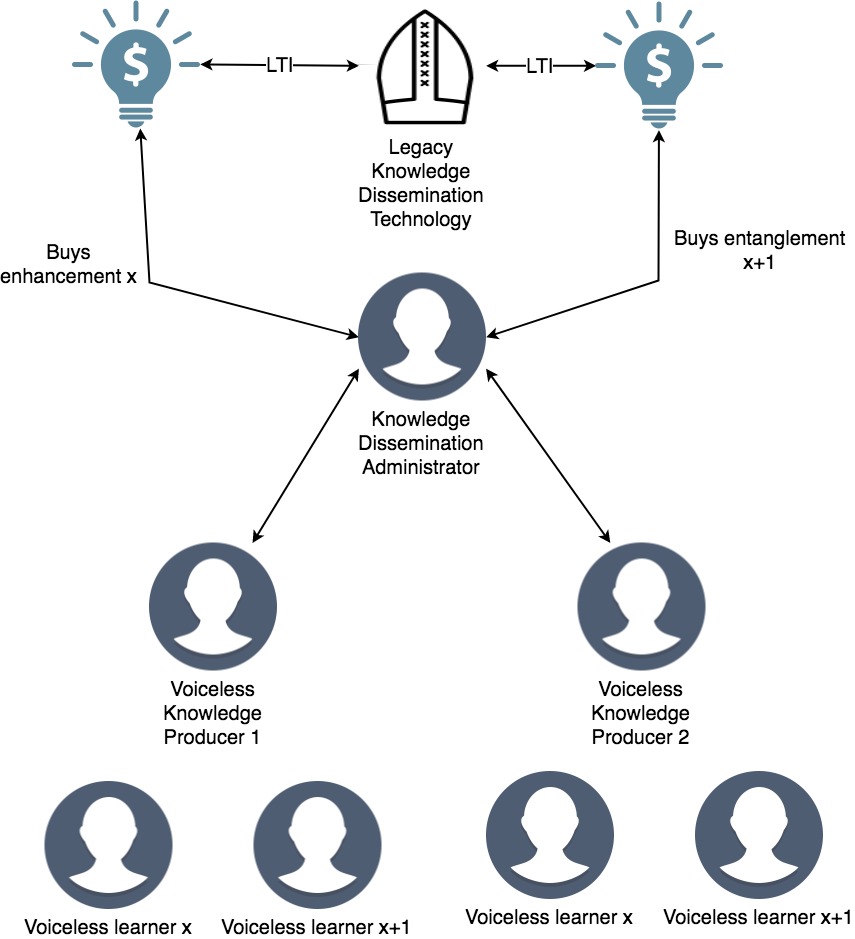 $
LTI
LTI
$
Legacy
Knowledge
Dissemination
Technology
Buys
enhancement x
Buys entanglement
x+1
Knowledge
Dissemination
Administrator
Voiceless
Knowledge
Producer 1
Voiceless
Knowledge
Producer 2
Voiceless learner x
Voiceless learner x+1
Voiceless learner x
Voiceless learner x+1